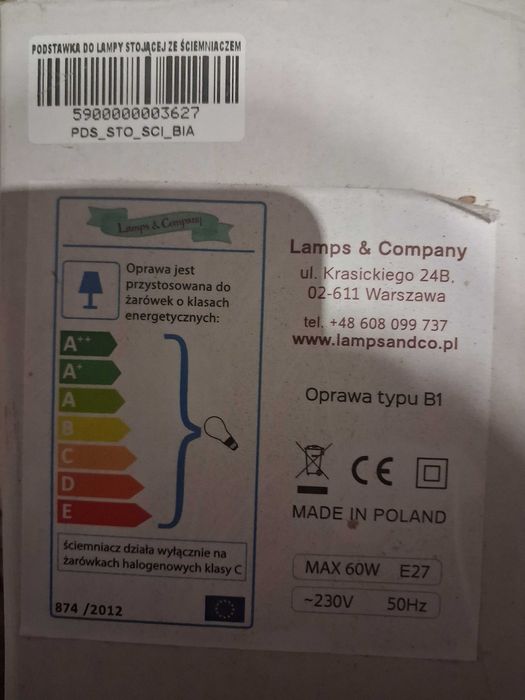 PODSTAWKA DO LAMPY STOJĄCEJ ZE ŚCIEMNIACZEM
5900000003627
PDS_STO_SCI_BIA
Lamps & Company
Oprawa jest
przystosowana do
żarówek o klasach
energetycznych:
A++
A+
A
B
C
D
E
ściemniacz działa wyłącznie na
żarówkach halogenowych klasy C
874 /2012
Lamps & Company
ul. Krasickiego 24B,
02-611 Warszawa
tel. +48 608 099 737
www.lampsandco.pl
Oprawa typu B1
CE
MADE IN POLAND
MAX 60W E27
~230V 50Hz